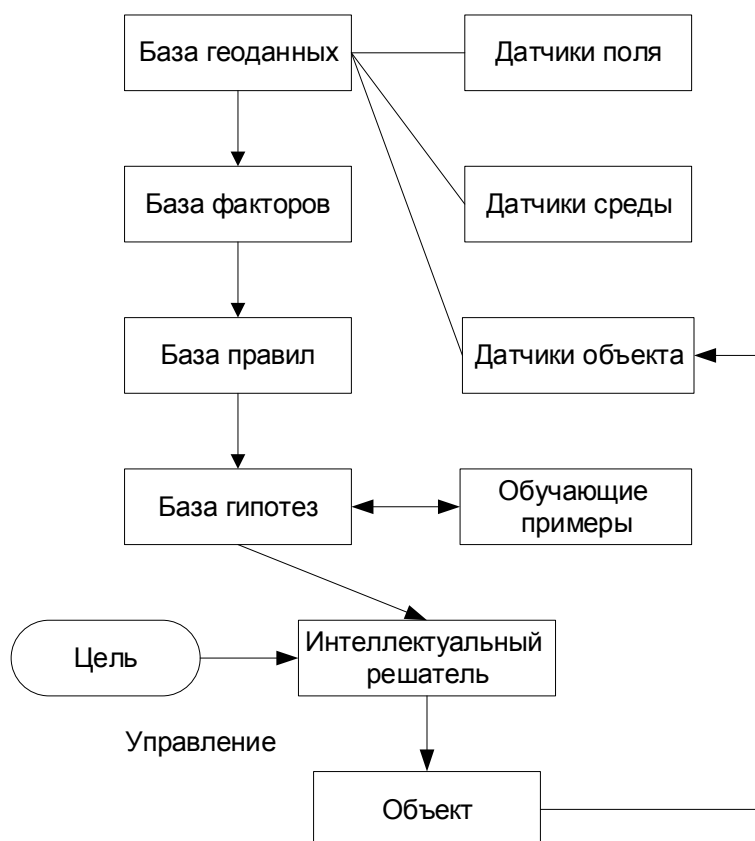 База геоданных
Датчики поля
База факторов
Датчики среды
База правил
Датчики объекта
База гипотез
Обучающие
примеры
Цель
Интеллектуальный
решатель
Управление
Объект